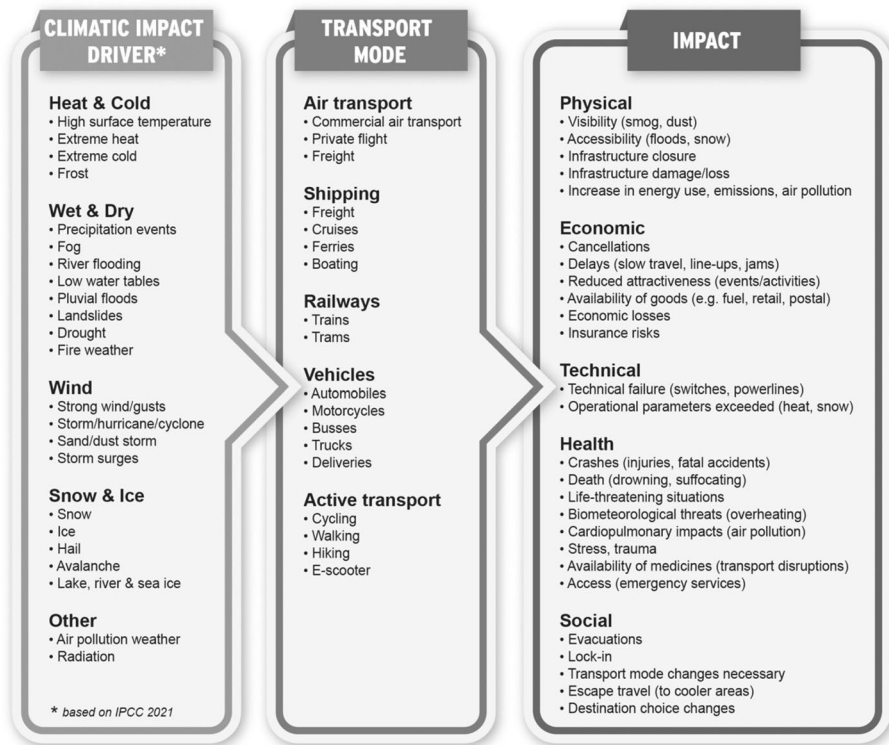 CLIMATIC IMPACT
DRIVER*
Heat & Cold
• High surface temperature
• Extreme heat
• Extreme cold
• Frost
Wet & Dry
• Precipitation events
• Fog
• River flooding
• Low water tables
• Pluvial floods
• Landslides
• Drought
• Fire weather
Wind
• Strong wind/gusts
• Storm/hurricane/cyclone
• Sand/dust storm
• Storm surges
Snow & Ice
• Snow
• Ice
• Hail
• Avalanche
• Lake, river & sea ice
Other
• Air pollution weather
• Radiation
* based on IPCC 2021
TRANSPORT
MODE
Air transport
• Commercial air transport
• Private flight
• Freight
Shipping
• Freight
• Cruises
• Ferries
• Boating
Railways
• Trains
• Trams
Vehicles
• Automobiles
• Motorcycles
• Busses
• Trucks
• Deliveries
Active transport
• Cycling
• Walking
• Hiking
• E-scooter
IMPACT
Physical
• Visibility (smog, dust)
• Accessibility (floods, snow)
• Infrastructure closure
• Infrastructure damage/loss
• Increase in energy use, emissions, air pollution
Economic
• Cancellations
• Delays (slow travel, line-ups, jams)
• Reduced attractiveness (events/activities)
• Availability of goods (e.g. fuel, retail, postal)
• Economic losses
• Insurance risks
Technical
• Technical failure (switches, powerlines)
• Operational parameters exceeded (heat, snow)
Health
• Crashes (injuries, fatal accidents)
• Death (drowning, suffocating)
• Life-threatening situations
• Biometeorological threats (overheating)
• Cardiopulmonary impacts (air pollution)
• Stress, trauma
• Availability of medicines (transport disruptions)
• Access (emergency services)
Social
• Evacuations
• Lock-in
• Transport mode changes necessary
• Escape travel (to cooler areas)
• Destination choice changes